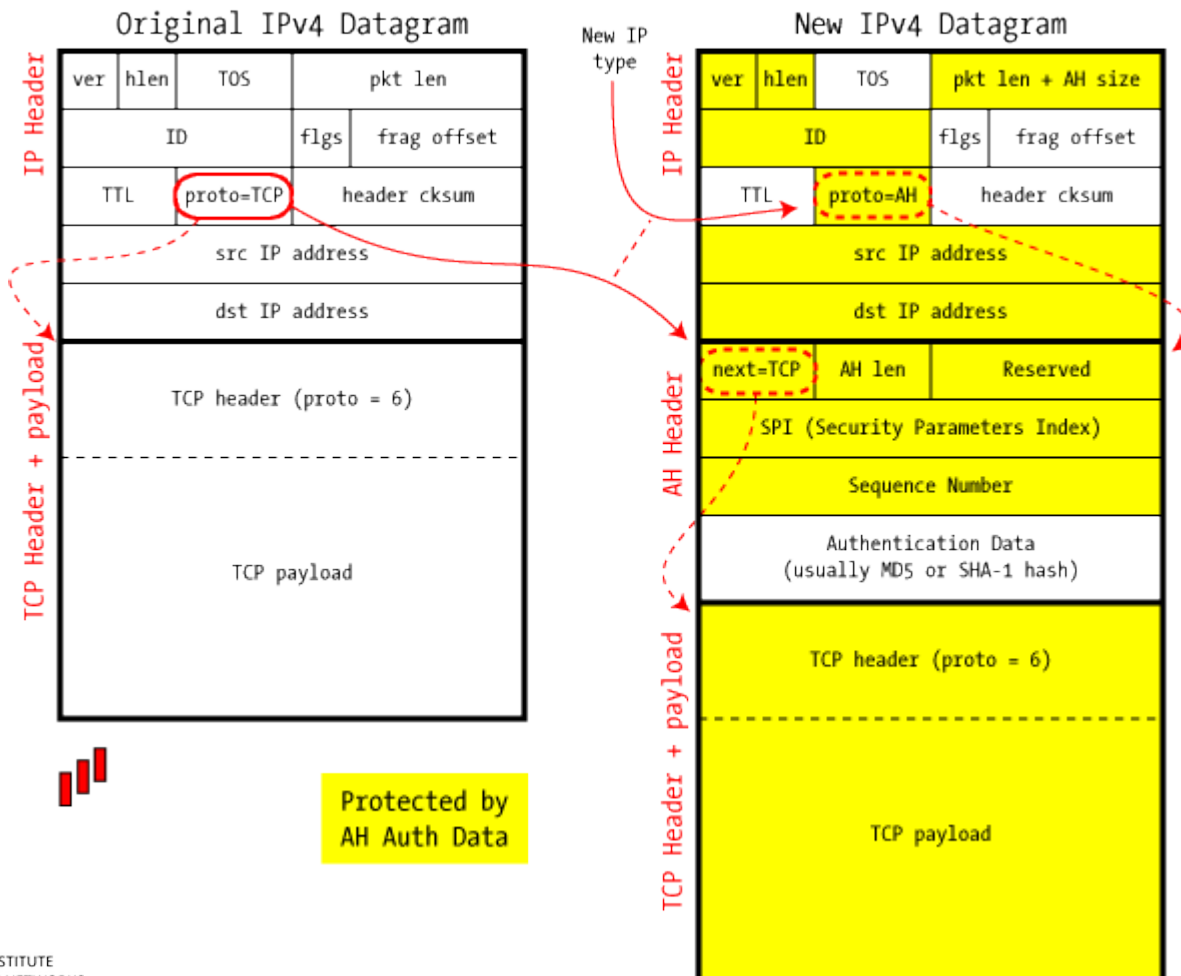 Original IPv4 Datagram
IP Header
ver hlen TOS pkt len
ID flgs frag offset
TTL proto=TCP header cksum
src IP address
dst IP address
TCP Header + payload
TCP header (proto = 6)
TCP payload
Protected by
AH Auth Data
New IP
type
New IPv4 Datagram
IP Header
ver hlen TOS pkt len + AH size
ID flgs frag offset
TTL proto=AH header cksum
src IP address
dst IP address
AH Header
next=TCP AH len Reserved
SPI (Security Parameters Index)
Sequence Number
Authentication Data
(usually MD5 or SHA-1 hash)
TCP Header + payload
TCP header (proto = 6)
TCP payload
STITUTE